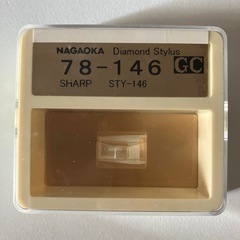 NAGAOKA Diamond Stylus
78-146 GC
SHARP STY-146